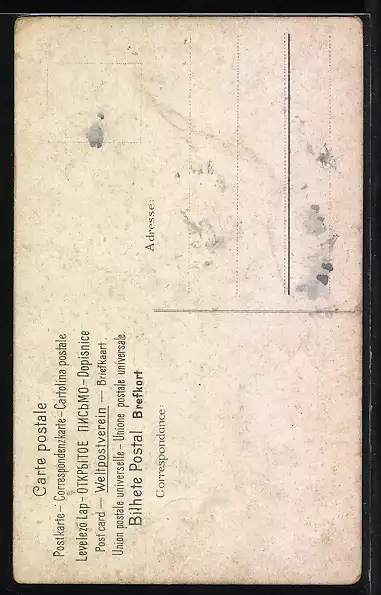 Carte postale
Postkarte – Correspondenzkarte – Cartolina postale
Levelező Lap – ОТКРЫТОЕ ПИСЬМО – Dopisnice
Post card — Weltpostverein — Briefkaart.
Union postale universelle – Unione postale universale.
Bilhete Postal Brefkort
Correspondance:
Adresse: